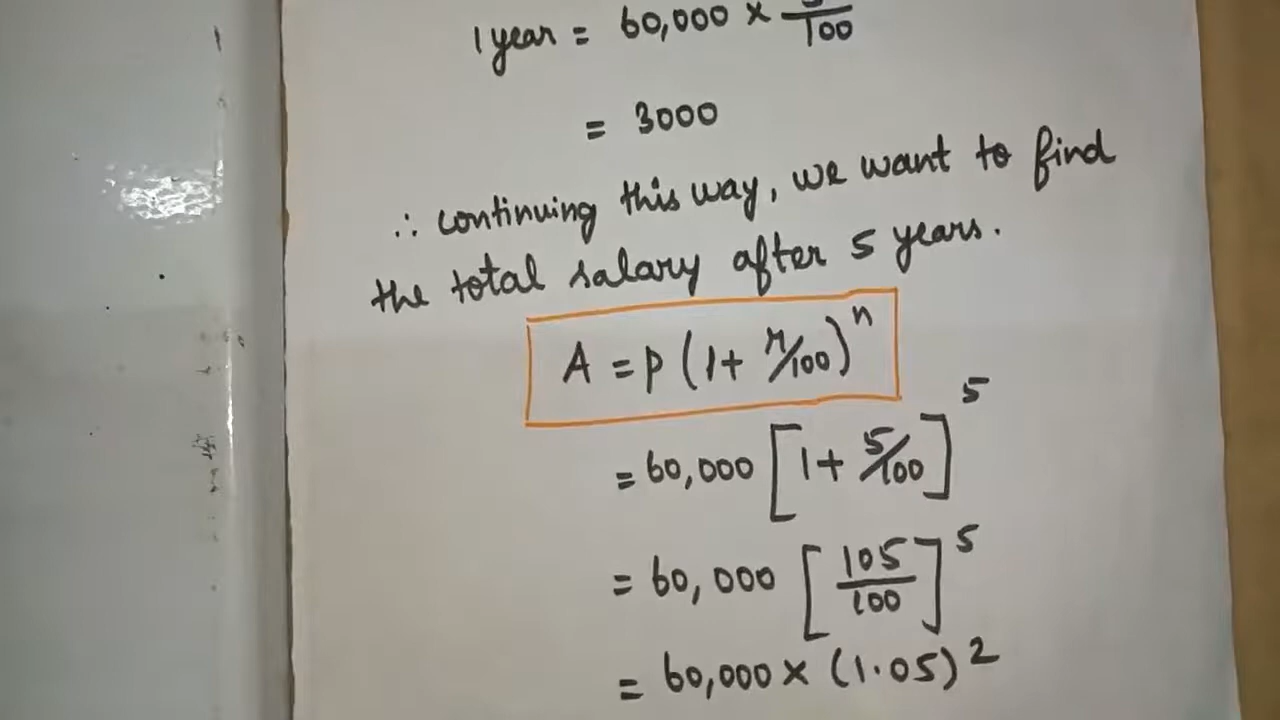 1 year = 60,000 × /100
= 3000
∴ continuing this way, we want to find
the total salary after 5 years.
A = P (1 + r/100)^n
= 60,000 [1 + 5/100]^5
= 60,000 [105/100]^5
= 60,000 × (1.05)^2